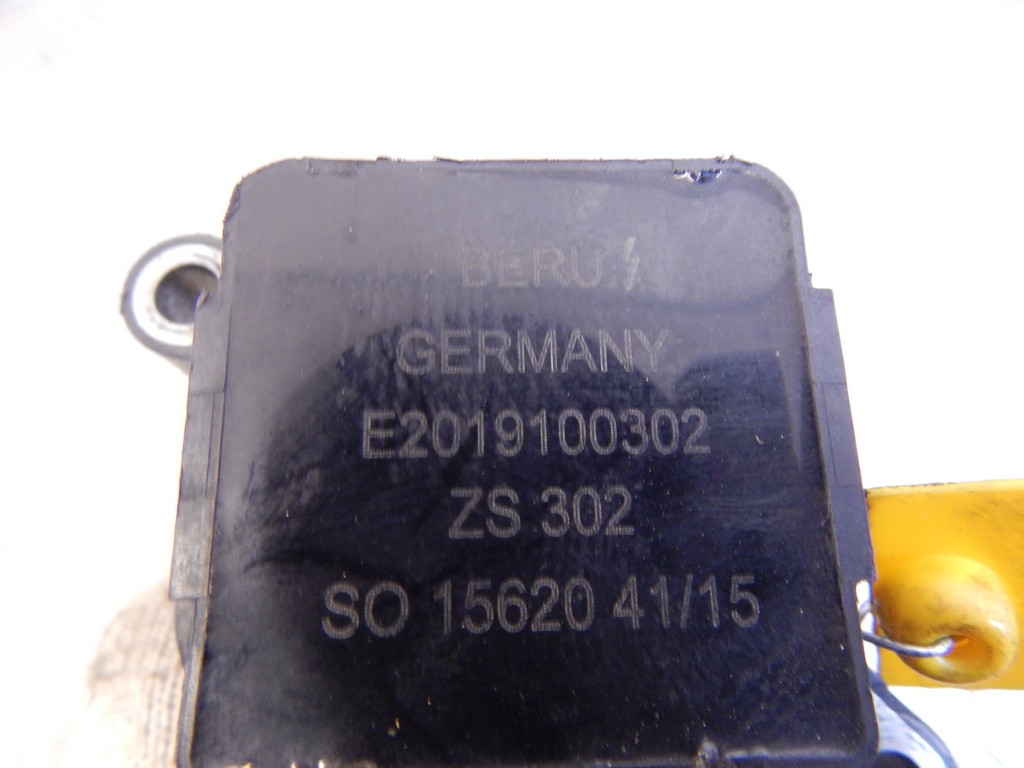 BERU
GERMANY
E2019100302
ZS 302
SO 15620 41/15